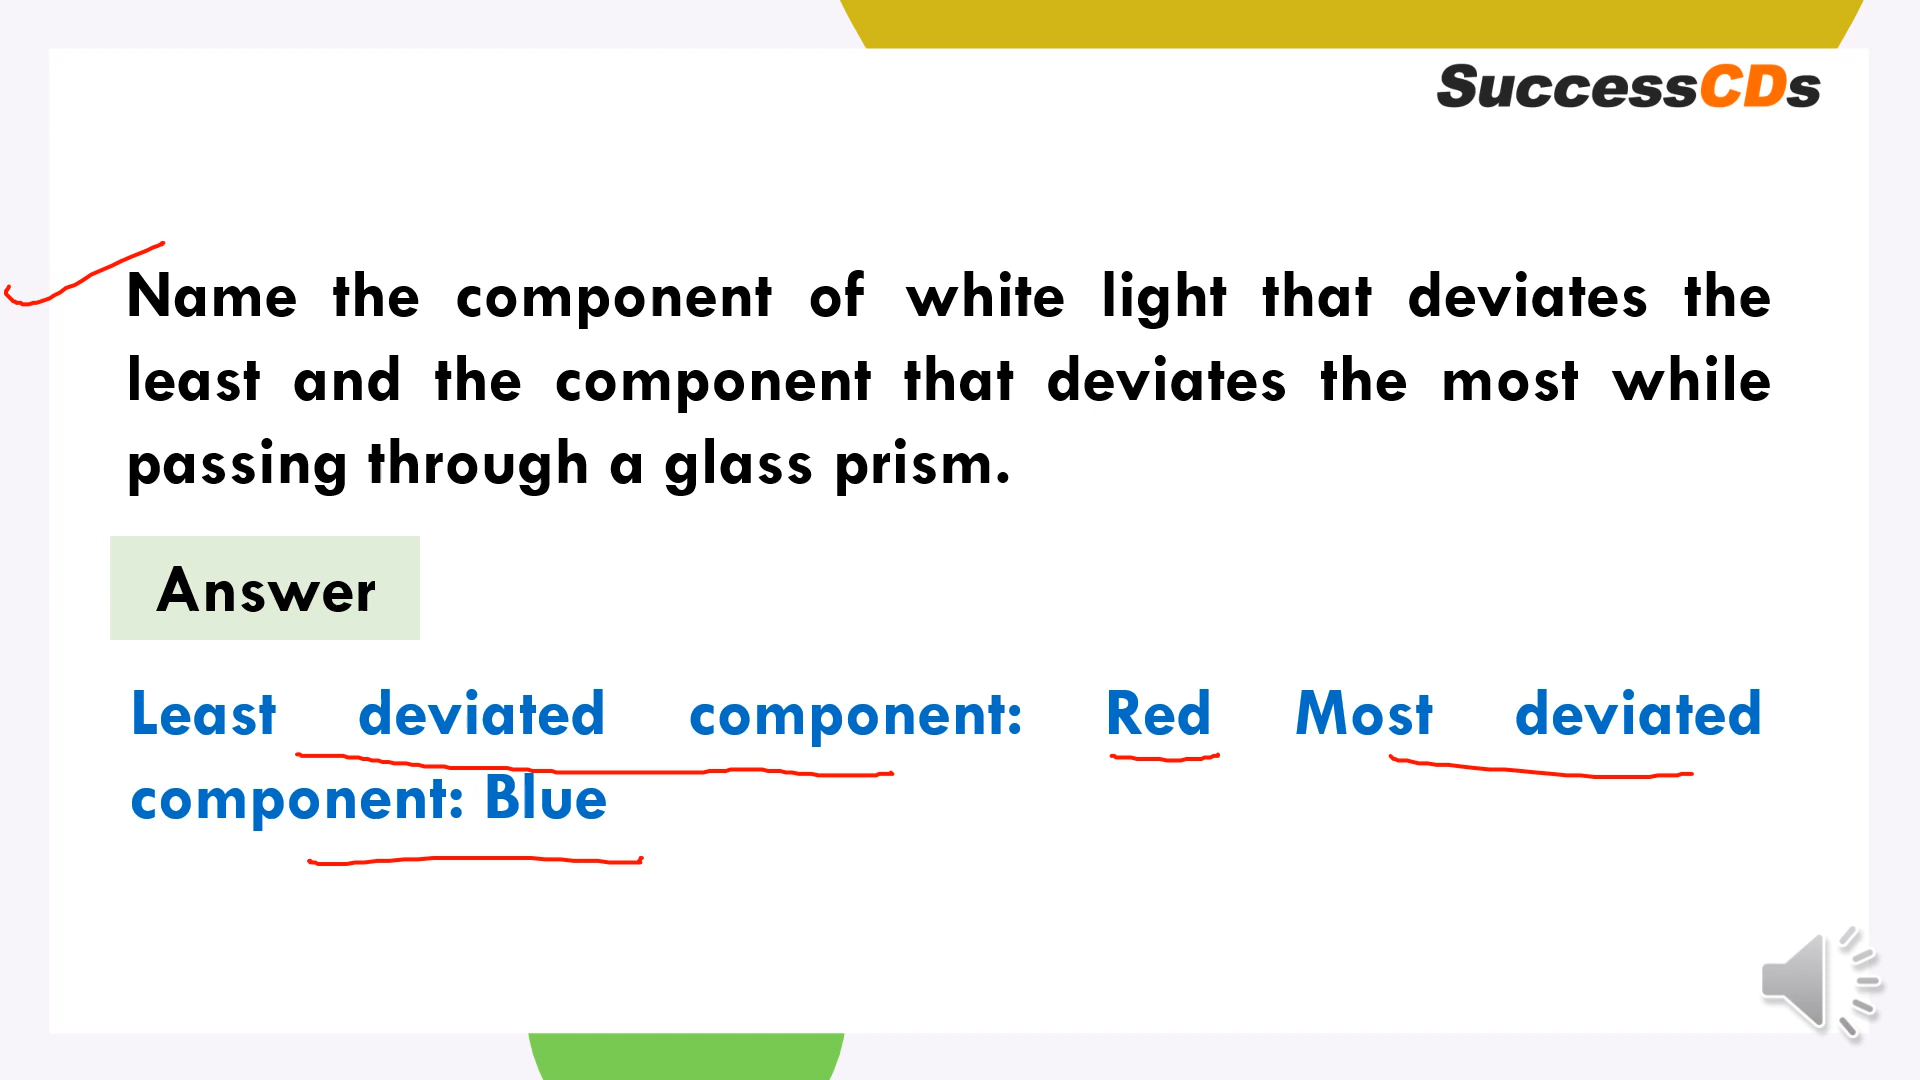 SuccessCDs
Name the component of white light that deviates the
least and the component that deviates the most while
passing through a glass prism.
Answer
Least deviated component: Red Most deviated
component: Blue